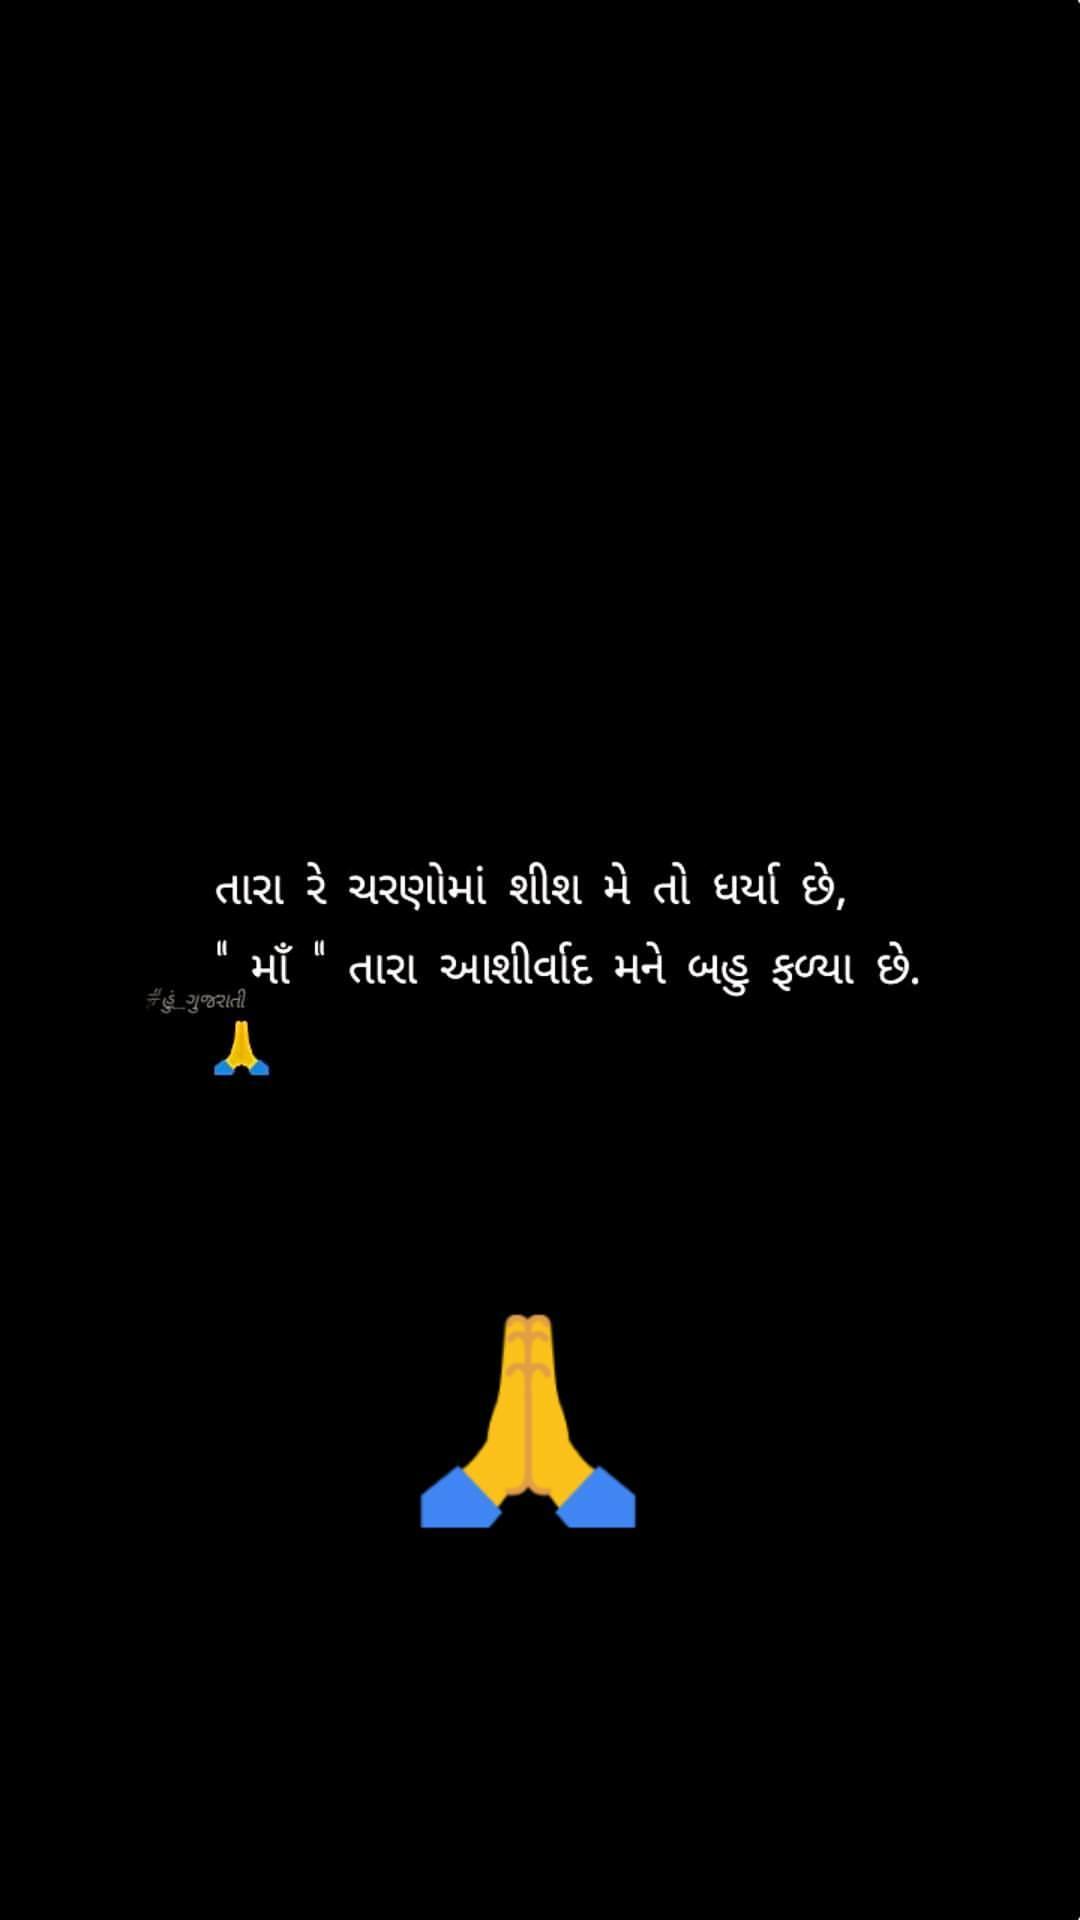 તારા રે ચરણોમાં શીશ મે તો ધર્યા છે,
" માઁ " તારા આશીર્વાદ મને બહુ ફળ્યા છે.
#હું_ગુજરાતી
🙏
🙏